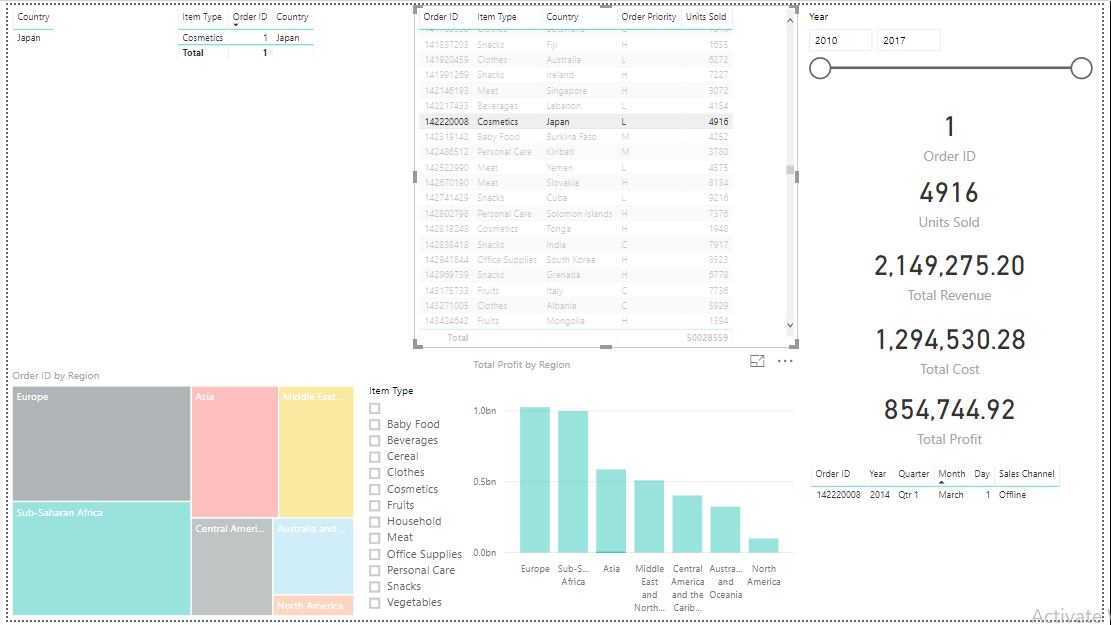 Country
Japan
Item Type Order ID Country
Cosmetics 1 Japan
Total 1
Order ID Item Type Country Order Priority Units Sold
141837203 Snacks Fiji H 1635
141920459 Clothes Australia L 6272
141991269 Snacks Ireland H 7227
142146193 Meat Singapore H 3072
142217433 Beverages Lebanon L 4154
142220008 Cosmetics Japan L 4916
142319142 Baby Food Burkina Faso M 4252
142486512 Personal Care Kiribati M 3780
142522990 Meat Yemen L 4575
142670190 Meat Slovakia H 8134
142741429 Snacks Cuba L 9216
142802798 Personal Care Solomon Islands H 7376
142818248 Cosmetics Tonga H 1948
142838418 Snacks India C 7917
142941844 Office Supplies South Korea H 8523
142969739 Snacks Grenada H 6778
143175733 Fruits Italy C 7736
143271005 Clothes Albania C 5929
143424642 Fruits Mongolia H 1394
Total 50028559
Year
2010 2017
1
Order ID
4916
Units Sold
2,149,275.20
Total Revenue
1,294,530.28
Total Cost
854,744.92
Total Profit
Order ID Year Quarter Month Day Sales Channel
142220008 2014 Qtr 1 March 1 Offline
Order ID by Region
Europe
Asia
Middle East ...
Sub-Saharan Africa
Central Ameri...
Australia and ...
North America
Item Type
Baby Food
Beverages
Cereal
Clothes
Cosmetics
Fruits
Household
Meat
Office Supplies
Personal Care
Snacks
Vegetables
Total Profit by Region
1.0bn
0.5bn
0.0bn
Europe Sub-S... Asia Middle Central Austra... North
Africa East America and America
and and the Oceania
North... Carib...
Activate